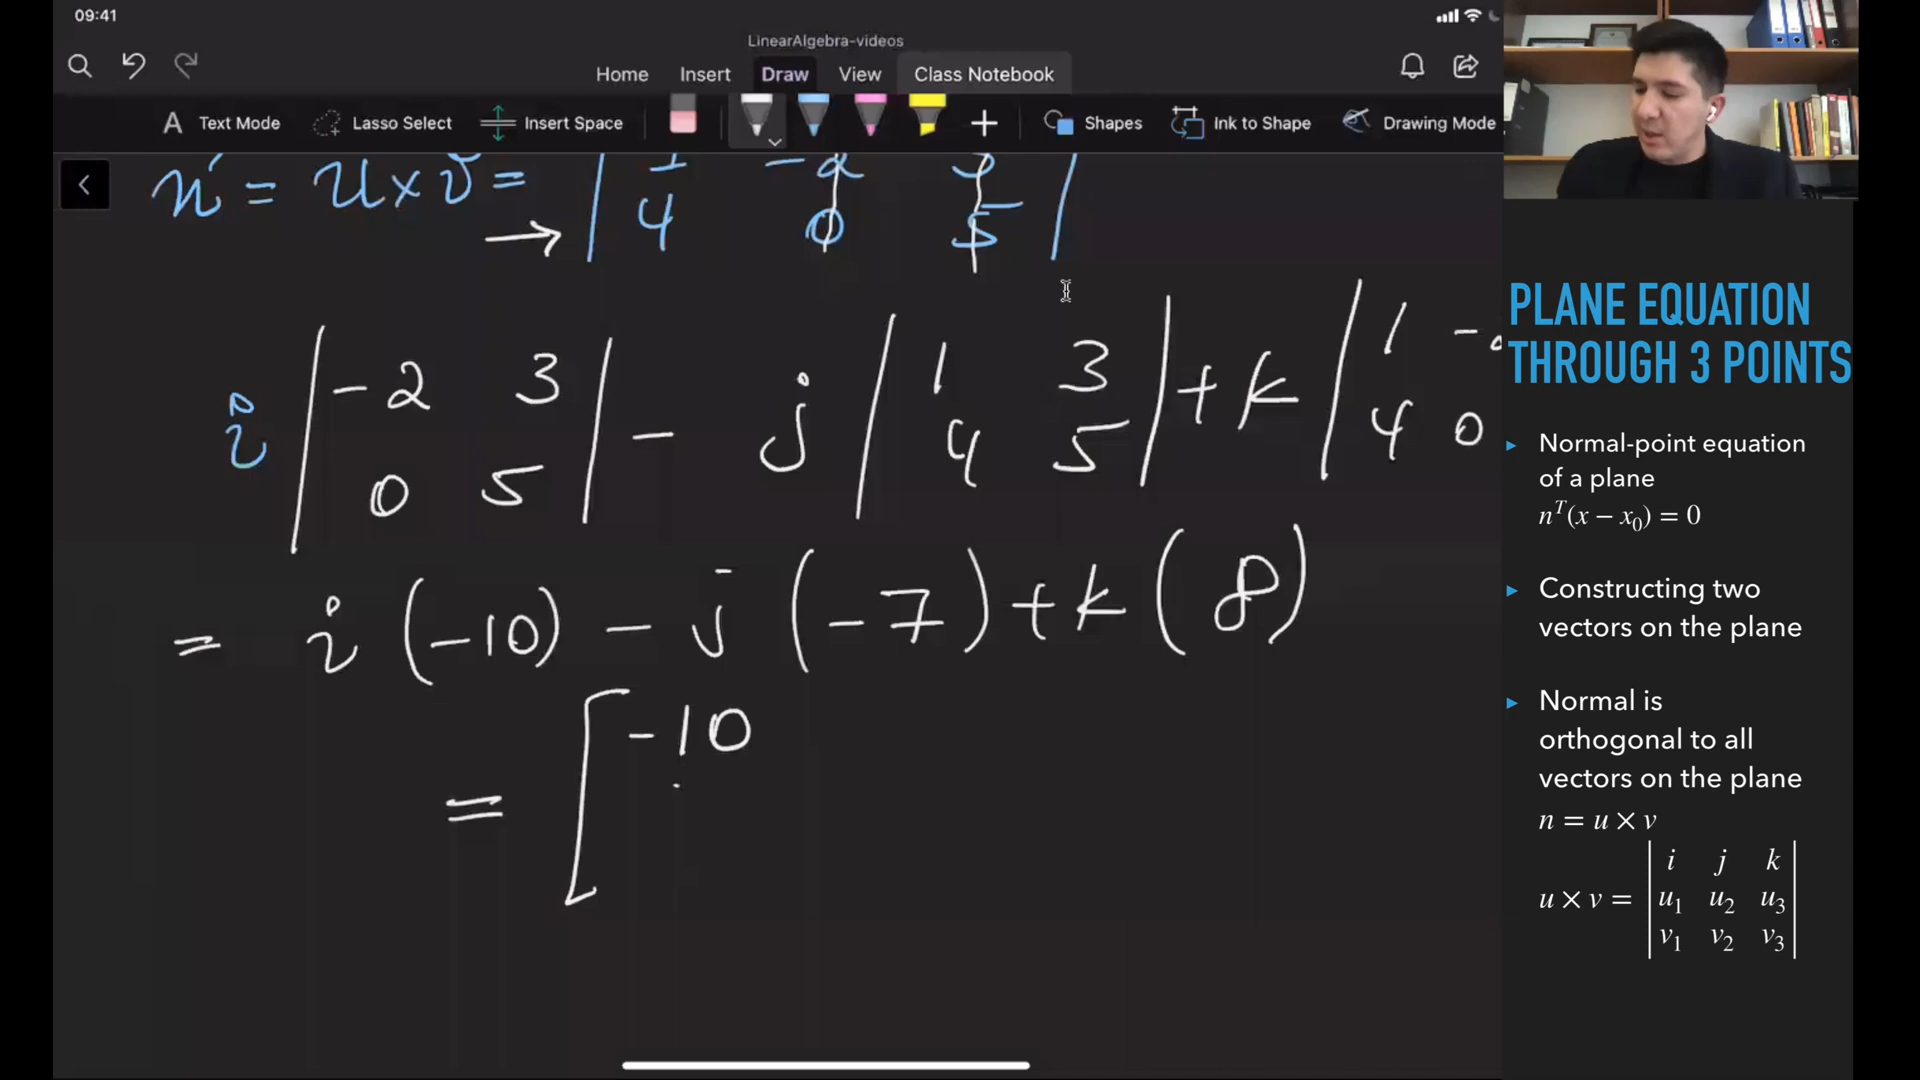 09:41
LinearAlgebra-videos
Home Insert Draw View Class Notebook
A Text Mode Lasso Select Insert Space Shapes Ink to Shape Drawing Mode
n = u × v = | 1 -2 3 |
4 0 5
i | -2 3 | - j | 1 3 | + k | 1 -
0 5 4 5 4 0
= i (-10) - j (-7) + k (8)
= [ -10
PLANE EQUATION
THROUGH 3 POINTS
▸ Normal-point equation
of a plane
nᵀ(x − x₀) = 0
▸ Constructing two
vectors on the plane
▸ Normal is
orthogonal to all
vectors on the plane
n = u × v
i j k
u × v = | u₁ u₂ u₃ |
v₁ v₂ v₃